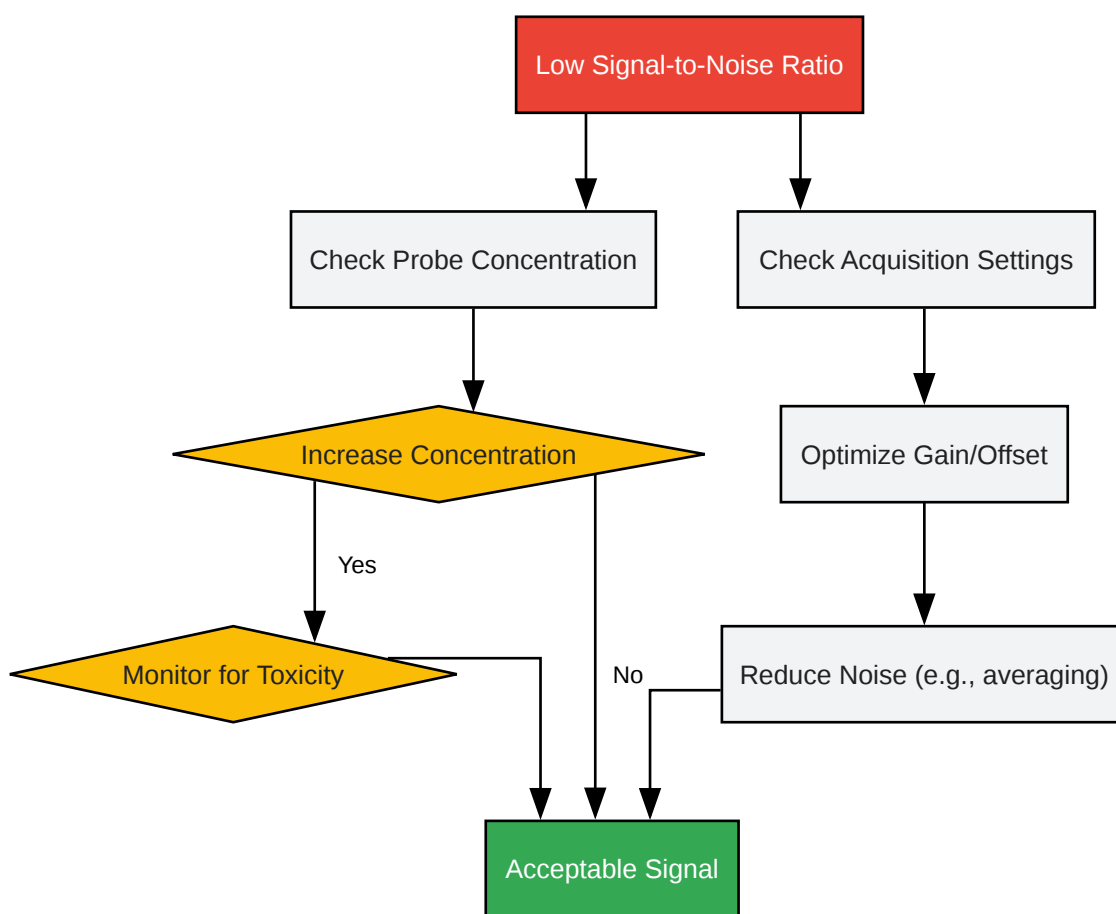 Low Signal-to-Noise Ratio
Check Probe Concentration
Check Acquisition Settings
Increase Concentration
Optimize Gain/Offset
Yes
Monitor for Toxicity
No
Reduce Noise (e.g., averaging)
Acceptable Signal